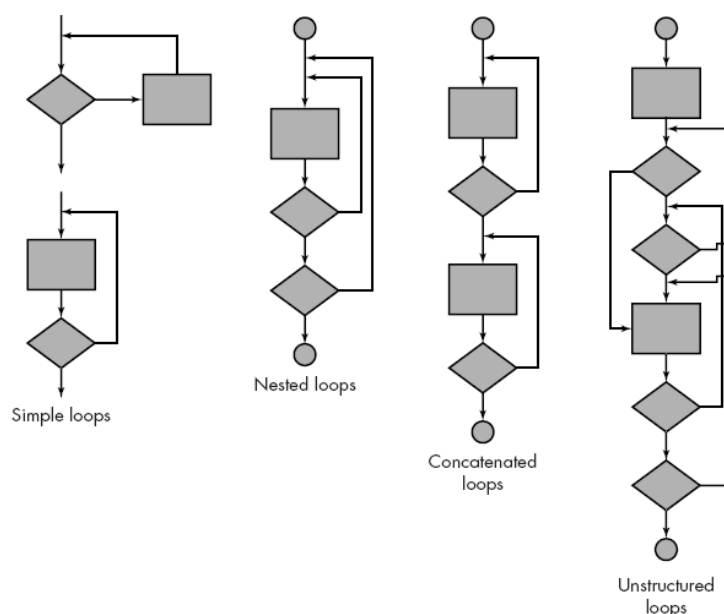 Simple loops
Nested loops
Concatenated
loops
Unstructured
loops